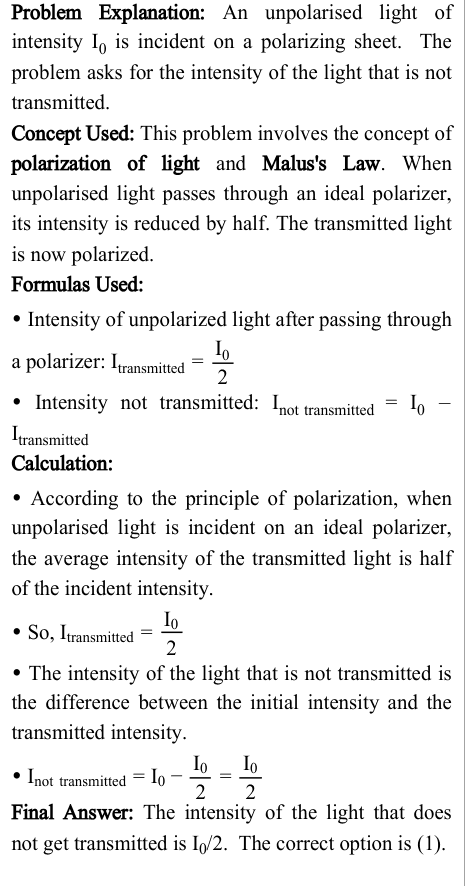 Problem Explanation: An unpolarised light of
intensity I₀ is incident on a polarizing sheet. The
problem asks for the intensity of the light that is not
transmitted.
Concept Used: This problem involves the concept of
polarization of light and Malus's Law. When
unpolarised light passes through an ideal polarizer,
its intensity is reduced by half. The transmitted light
is now polarized.
Formulas Used:
• Intensity of unpolarized light after passing through
a polarizer: I_transmitted = I₀/2
• Intensity not transmitted: I_not transmitted = I₀ −
I_transmitted
Calculation:
• According to the principle of polarization, when
unpolarised light is incident on an ideal polarizer,
the average intensity of the transmitted light is half
of the incident intensity.
• So, I_transmitted = I₀/2
• The intensity of the light that is not transmitted is
the difference between the initial intensity and the
transmitted intensity.
• I_not transmitted = I₀ − I₀/2 = I₀/2
Final Answer: The intensity of the light that does
not get transmitted is I₀/2. The correct option is (1).